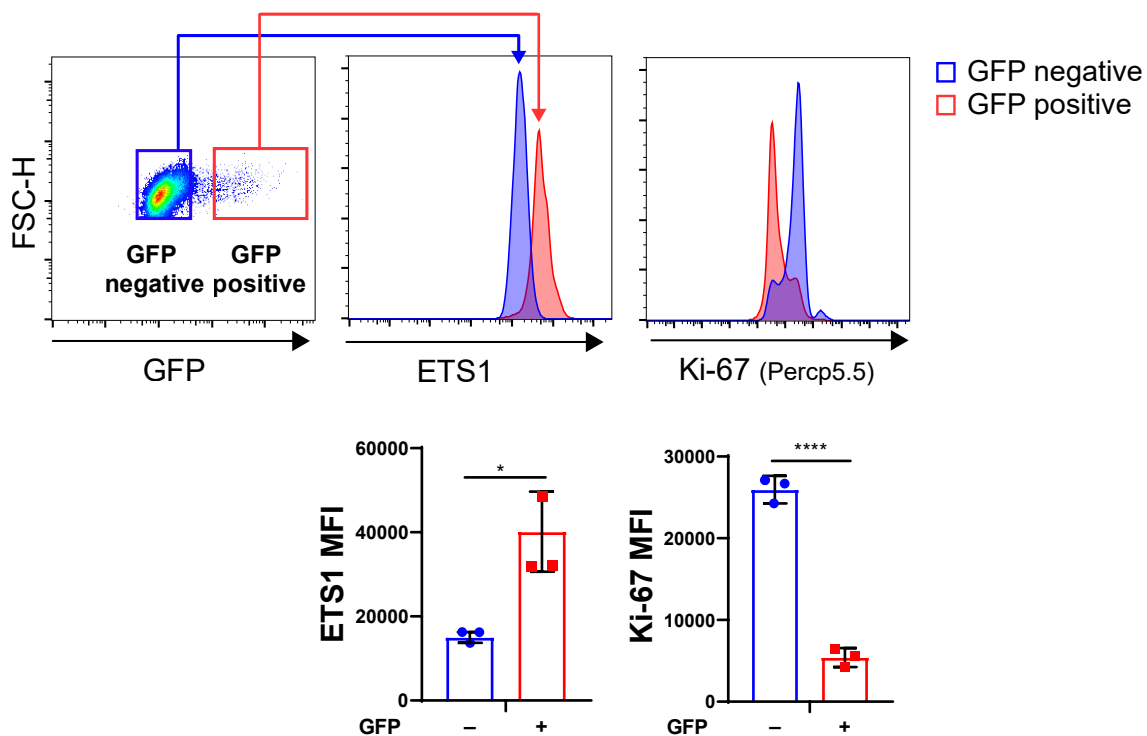 GFP negative
GFP positive
FSC-H
GFP
negative
GFP
positive
GFP
ETS1
Ki-67 (Percp5.5)
ETS1 MFI
60000
40000
20000
0
*
GFP
–
+
Ki-67 MFI
30000
20000
10000
0
****
GFP
–
+